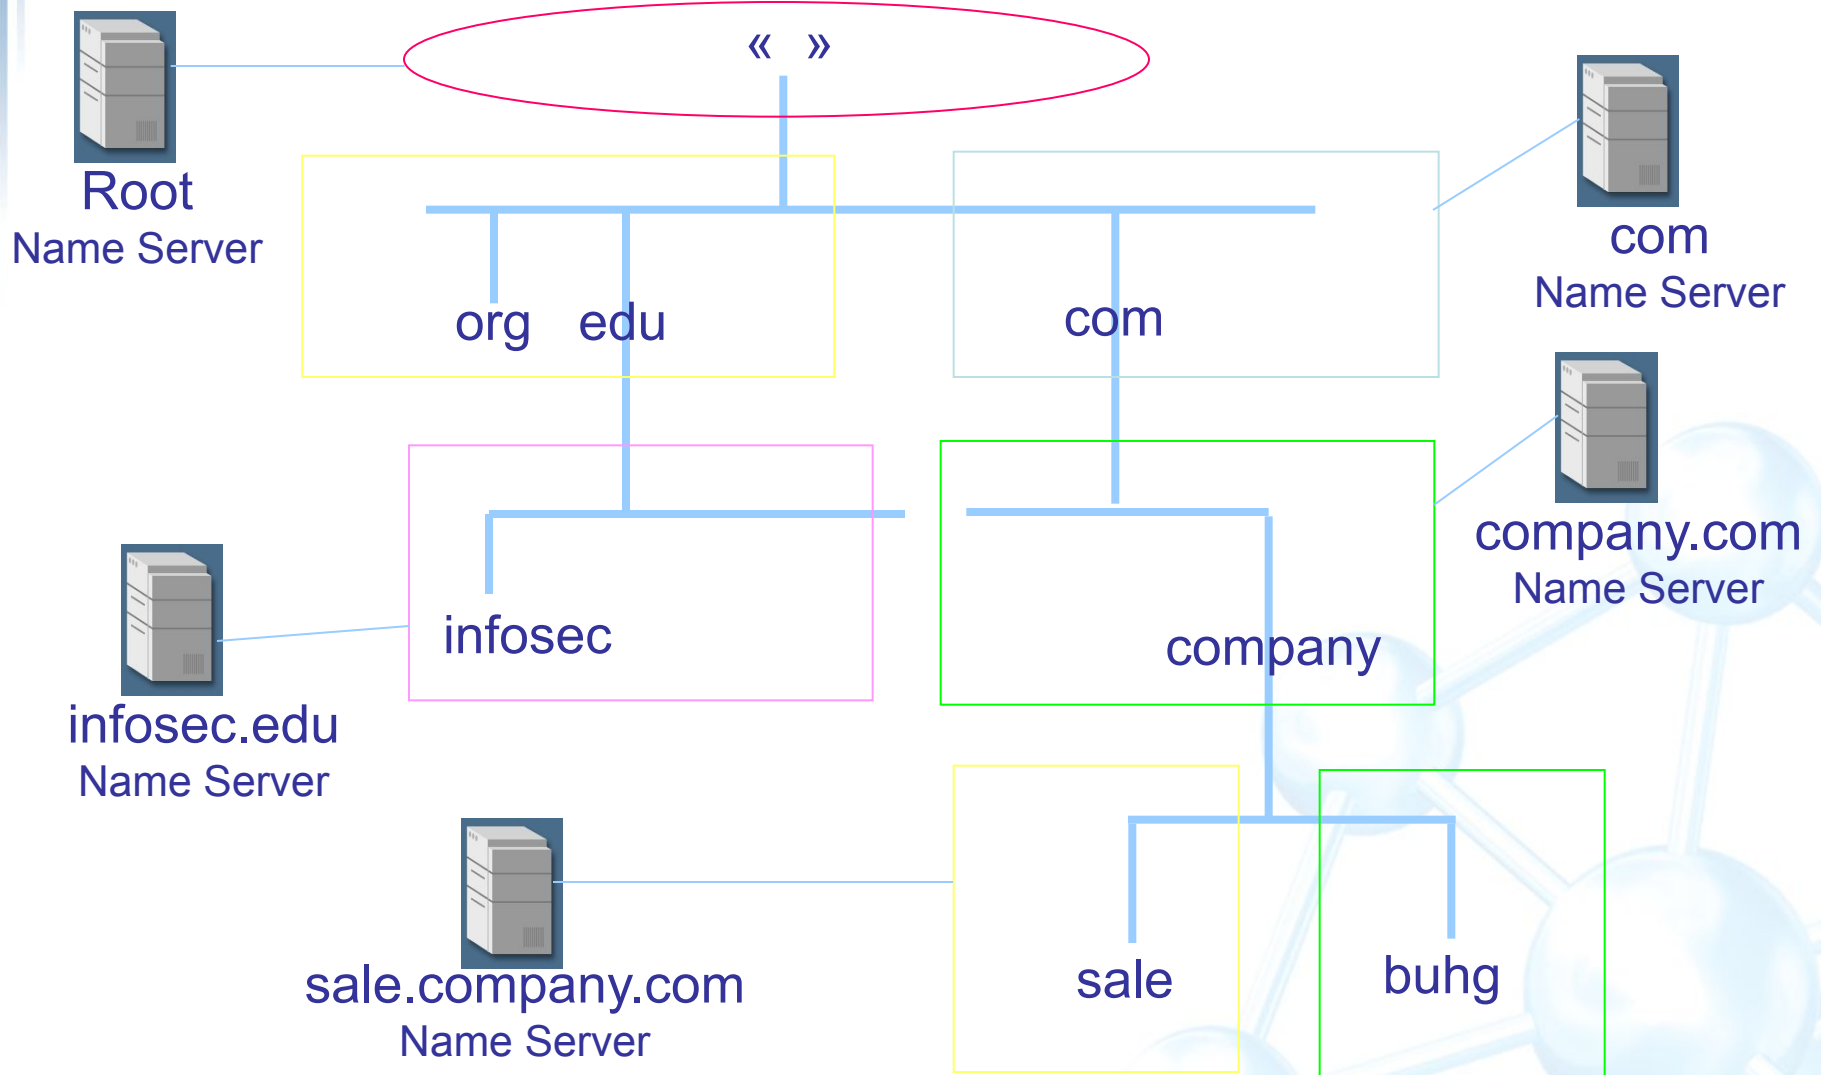 « »
Root
Name Server
com
Name Server
org edu
com
company.com
Name Server
infosec
company
infosec.edu
Name Server
sale
buhg
sale.company.com
Name Server